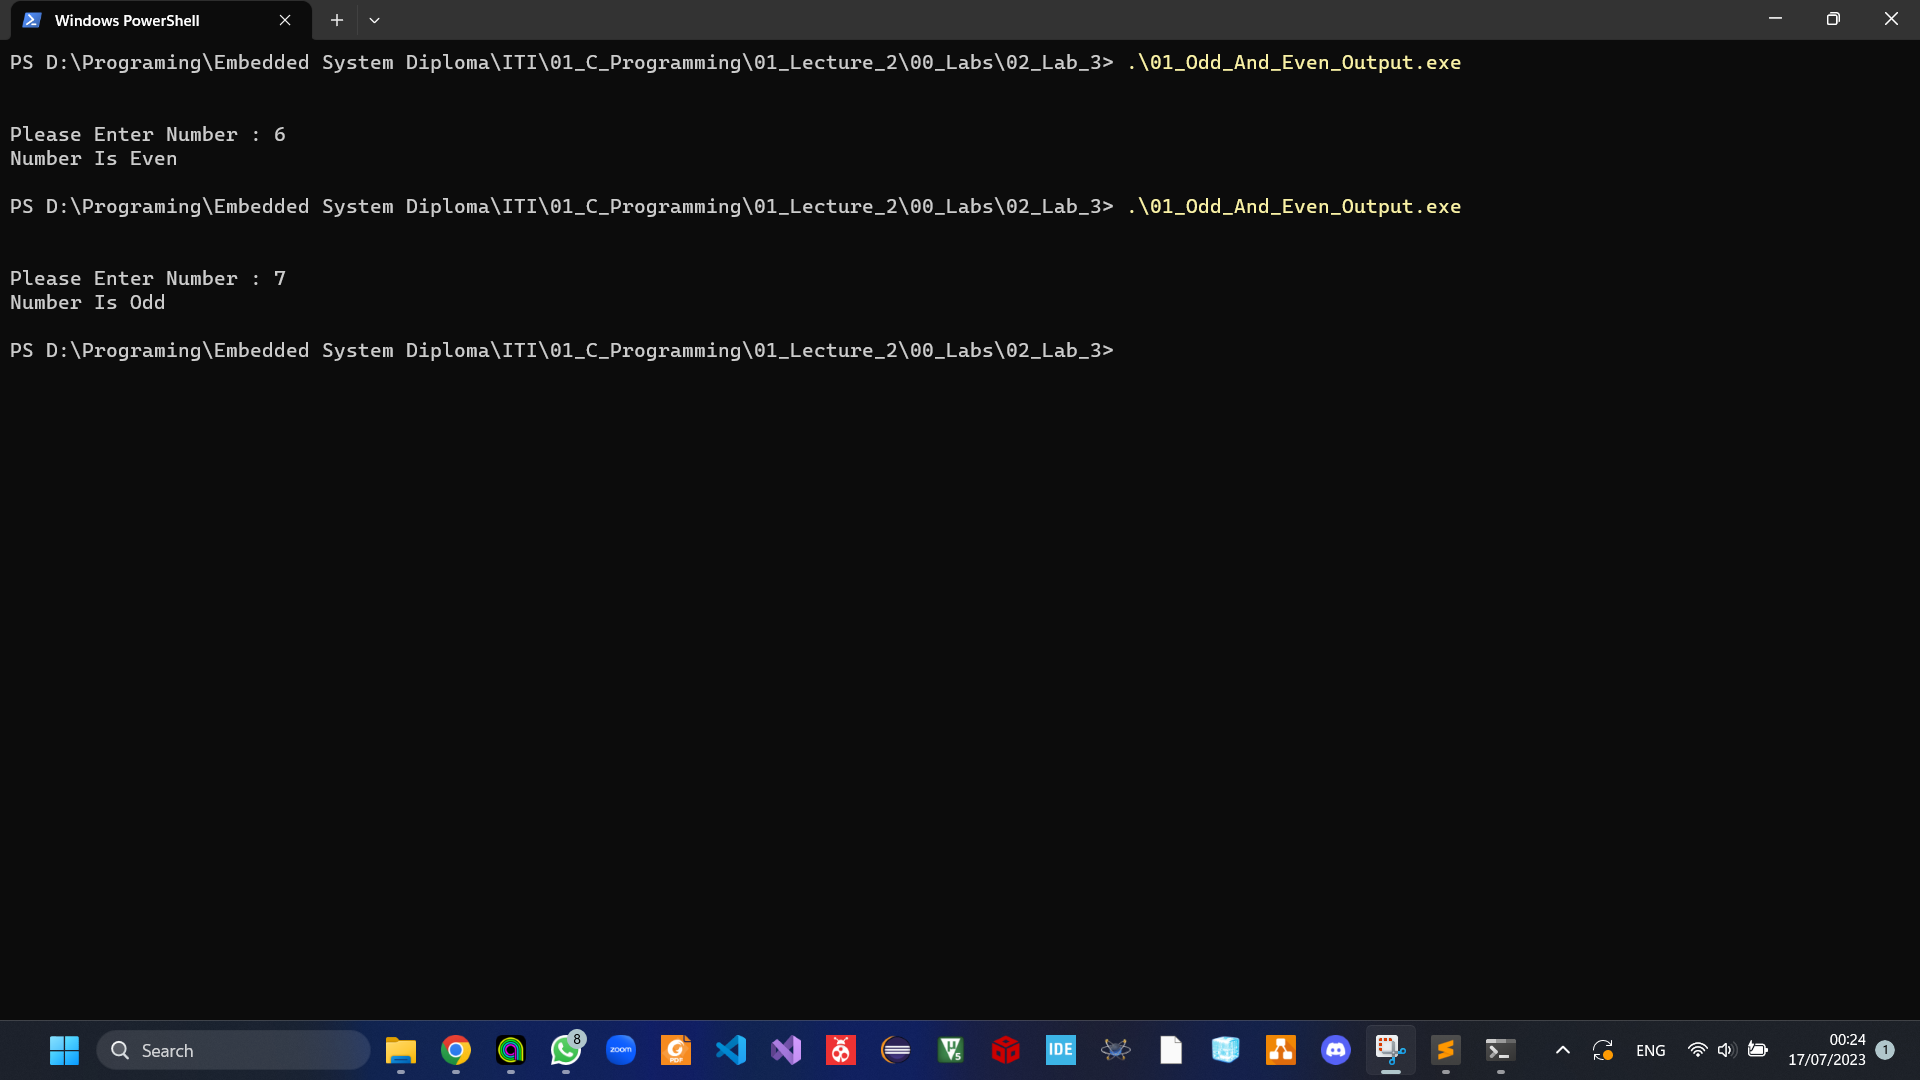 Windows PowerShell
PS D:\Programing\Embedded System Diploma\ITI\01_C_Programming\01_Lecture_2\00_Labs\02_Lab_3> .\01_Odd_And_Even_Output.exe
Please Enter Number : 6
Number Is Even
PS D:\Programing\Embedded System Diploma\ITI\01_C_Programming\01_Lecture_2\00_Labs\02_Lab_3> .\01_Odd_And_Even_Output.exe
Please Enter Number : 7
Number Is Odd
PS D:\Programing\Embedded System Diploma\ITI\01_C_Programming\01_Lecture_2\00_Labs\02_Lab_3>
Search
8
zoom
PDF
5
IDE
ENG
00:24
17/07/2023
1